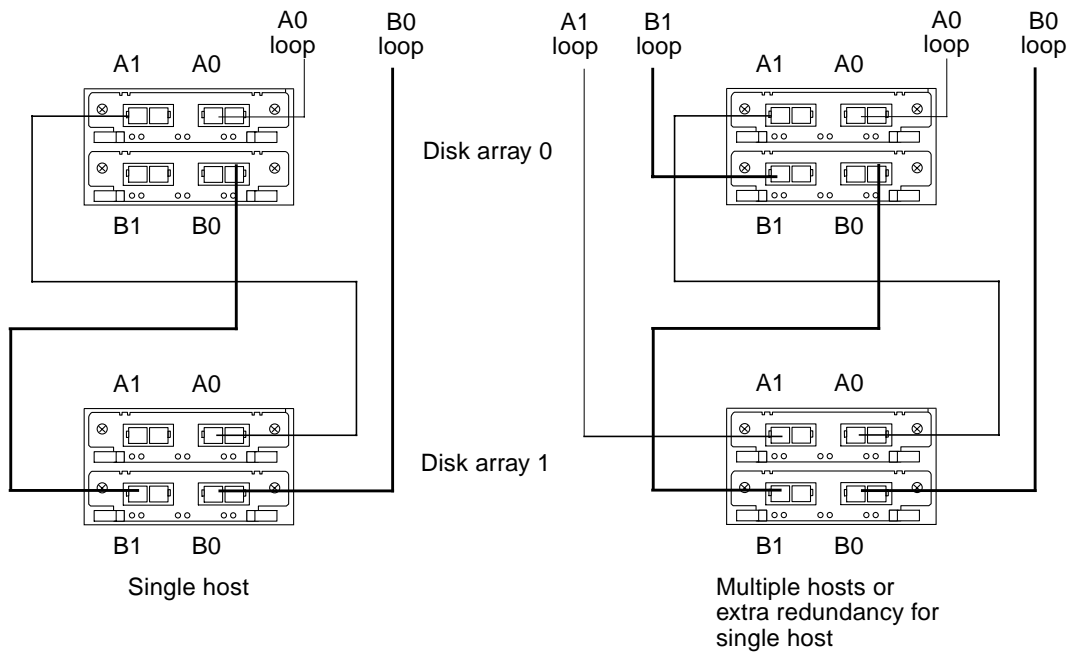 A0
loop
B0
loop
A1
loop
B1
loop
A0
loop
B0
loop
A1 A0
A1 A0
Disk array 0
B1 B0
B1 B0
A1 A0
A1 A0
Disk array 1
B1 B0
B1 B0
Single host
Multiple hosts or
extra redundancy for
single host